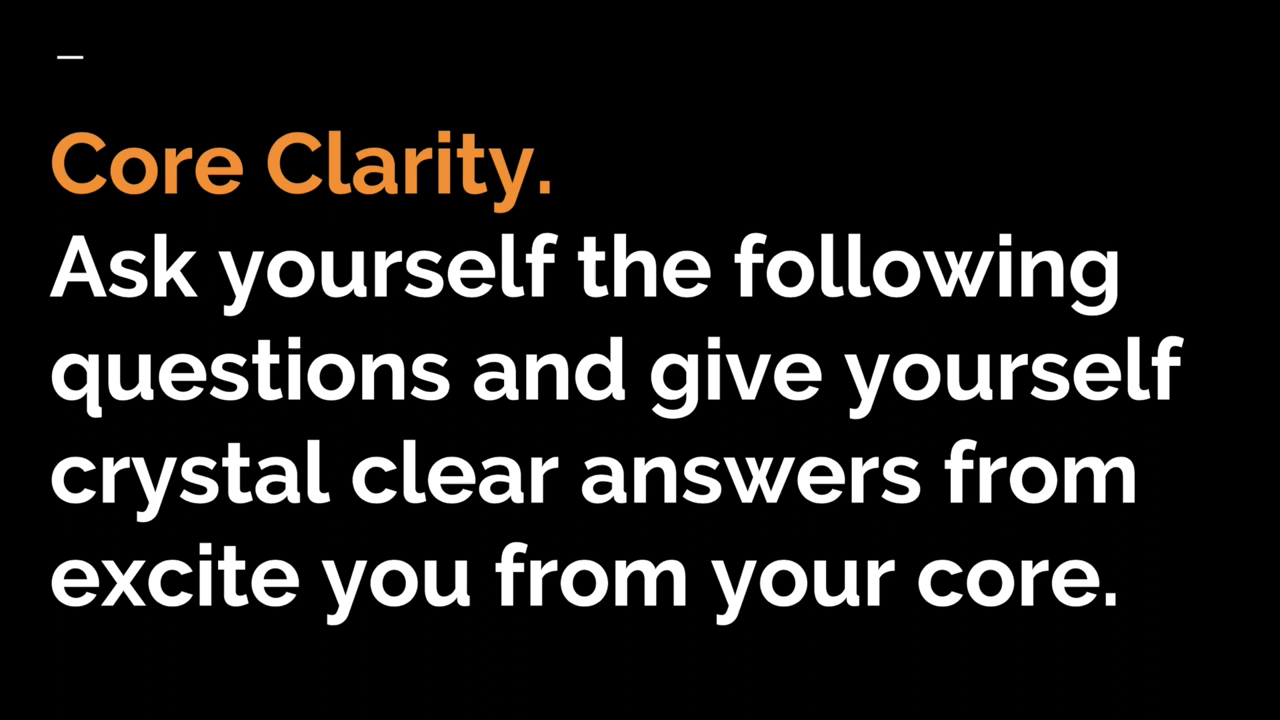 Core Clarity.
Ask yourself the following
questions and give yourself
crystal clear answers from
excite you from your core.